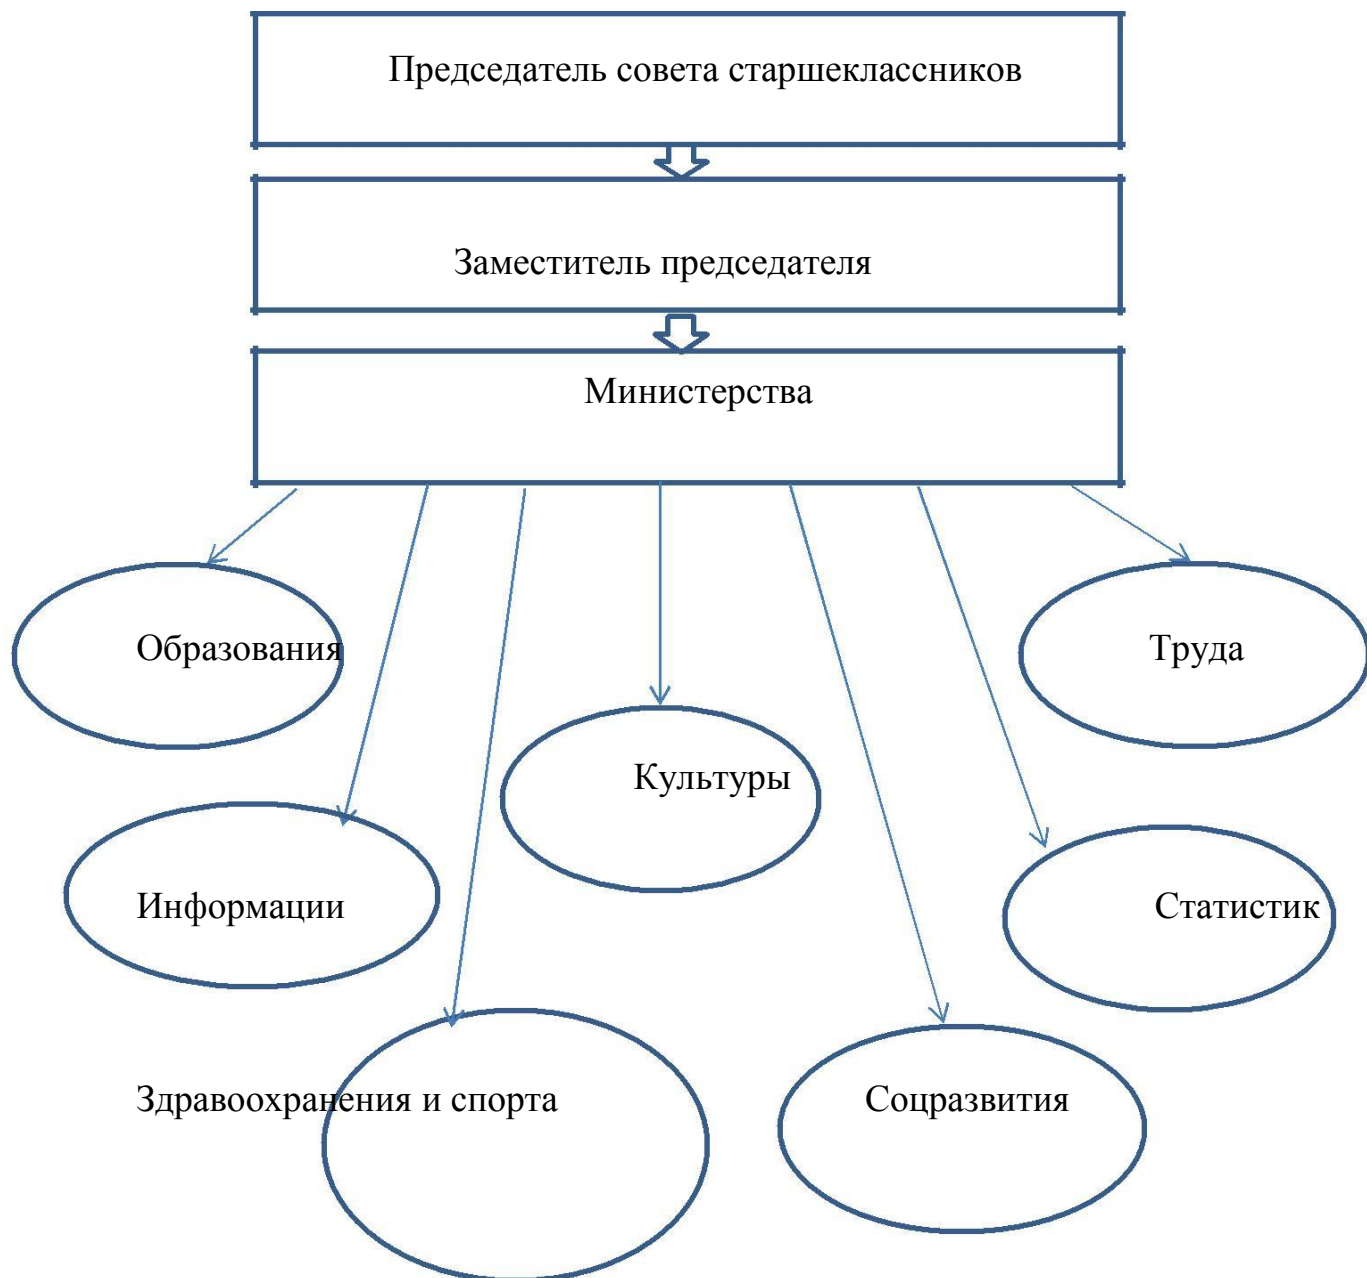 Председатель совета старшеклассников
Заместитель председателя
Министерства
Образования
Труда
Культуры
Информации
Статистик
Здравоохранения и спорта
Соцразвития